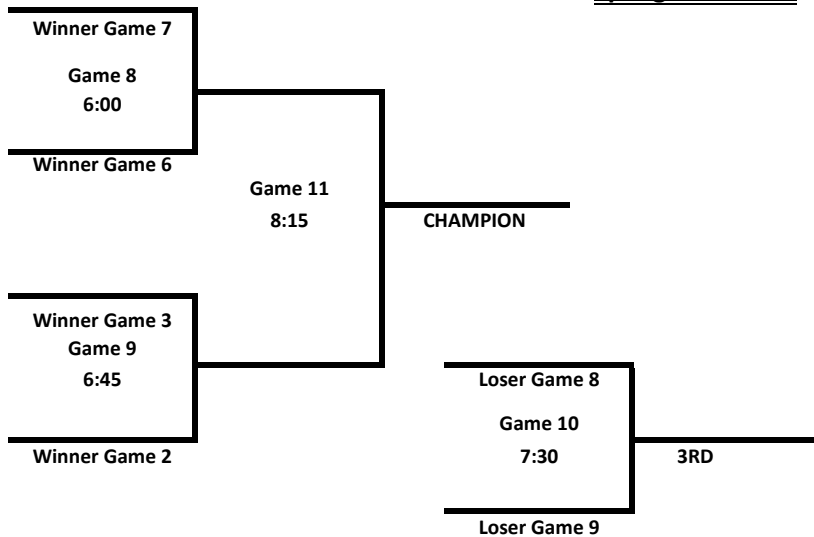 Winner Game 7
Game 8
6:00
Winner Game 6
Game 11
8:15
CHAMPION
Winner Game 3
Game 9
6:45
Winner Game 2
Loser Game 8
Game 10
7:30
3RD
Loser Game 9